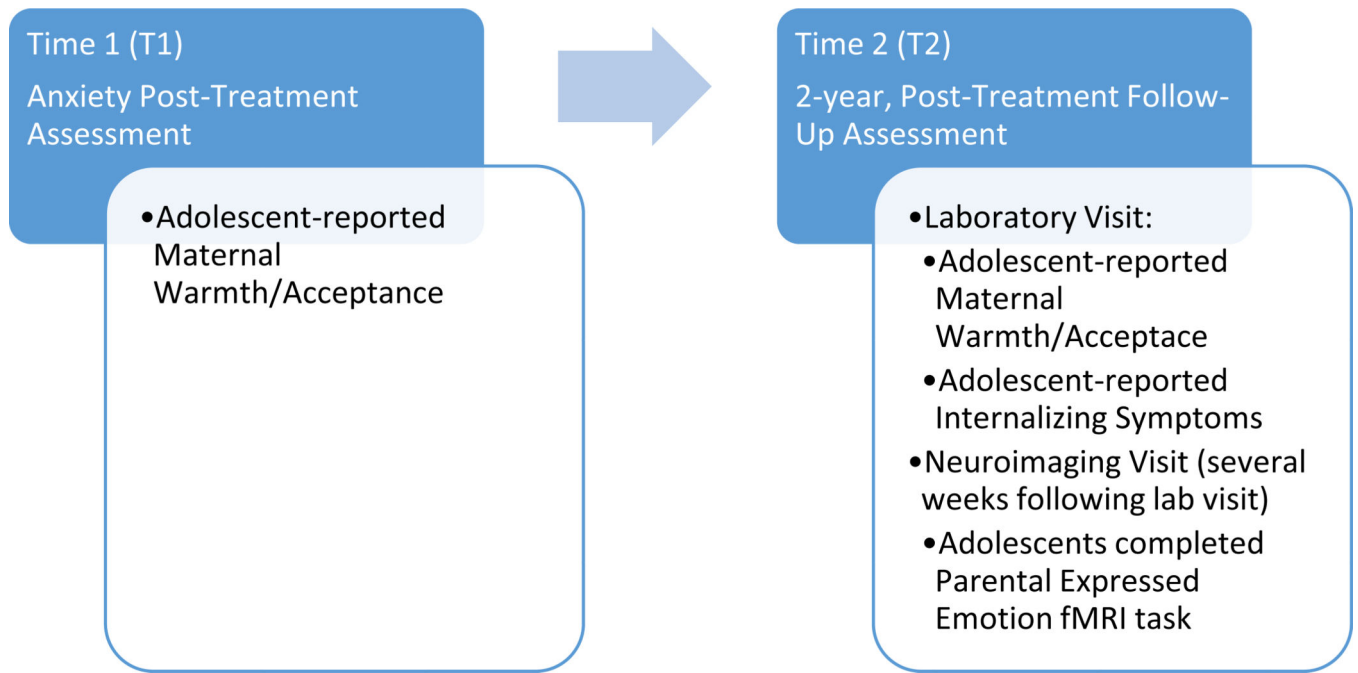 Time 1 (T1)
Anxiety Post-Treatment
Assessment
•Adolescent-reported
Maternal
Warmth/Acceptance
Time 2 (T2)
2-year, Post-Treatment Follow-
Up Assessment
•Laboratory Visit:
•Adolescent-reported
Maternal
Warmth/Acceptace
•Adolescent-reported
Internalizing Symptoms
•Neuroimaging Visit (several
weeks following lab visit)
•Adolescents completed
Parental Expressed
Emotion fMRI task